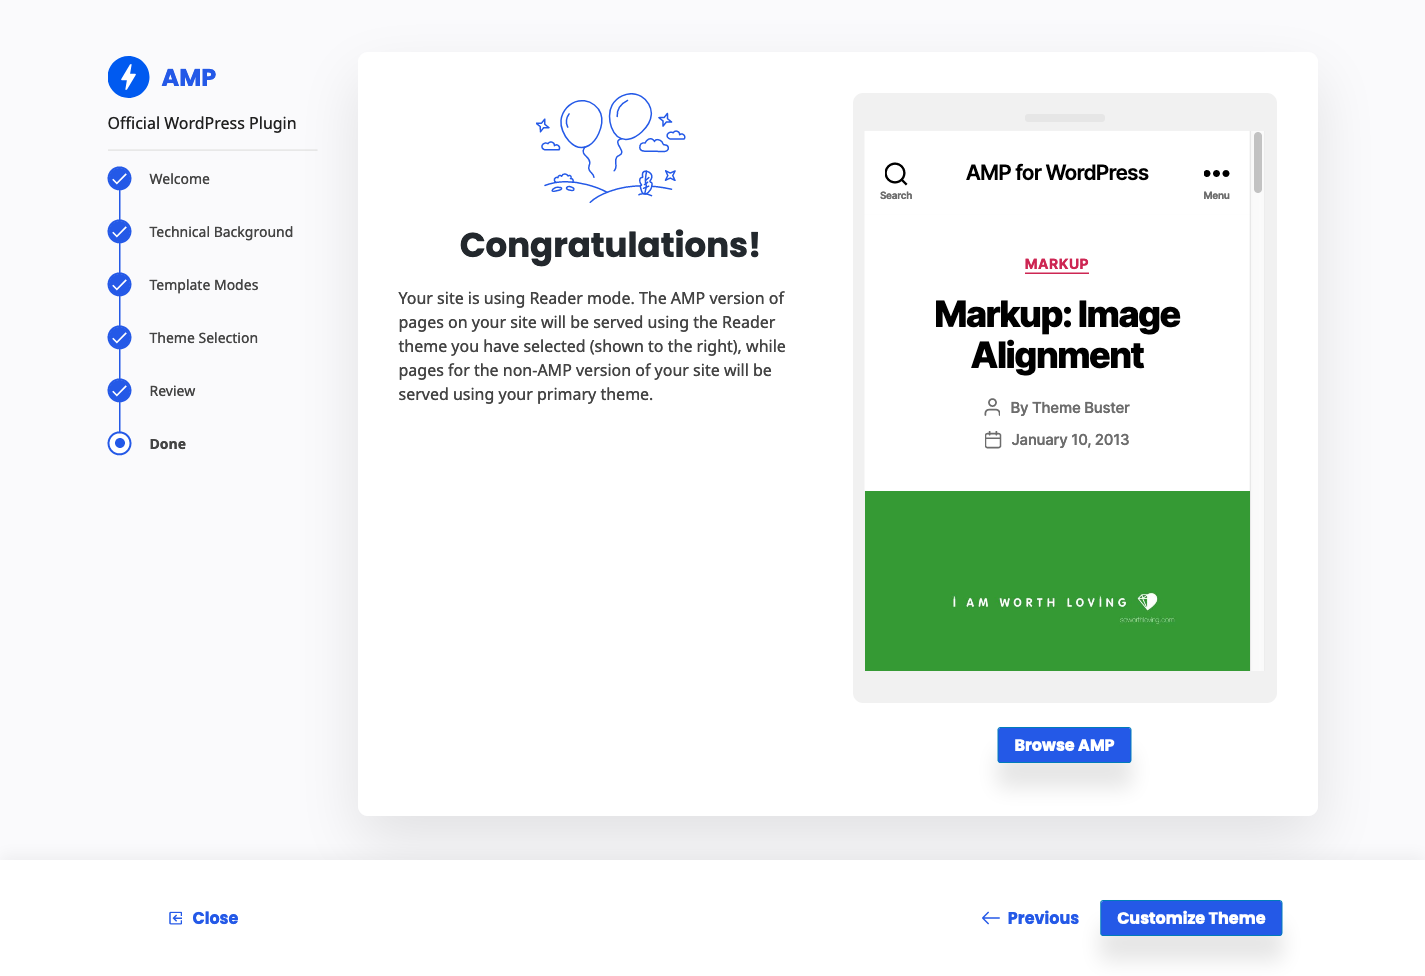 AMP
Official WordPress Plugin
Welcome
Technical Background
Template Modes
Theme Selection
Review
Done
Congratulations!
Your site is using Reader mode. The AMP version of
pages on your site will be served using the Reader
theme you have selected (shown to the right), while
pages for the non-AMP version of your site will be
served using your primary theme.
Search
AMP for WordPress
Menu
MARKUP
Markup: Image
Alignment
By Theme Buster
January 10, 2013
I AM WORTH LOVING
soworthloving.com
Browse AMP
Close
Previous
Customize Theme